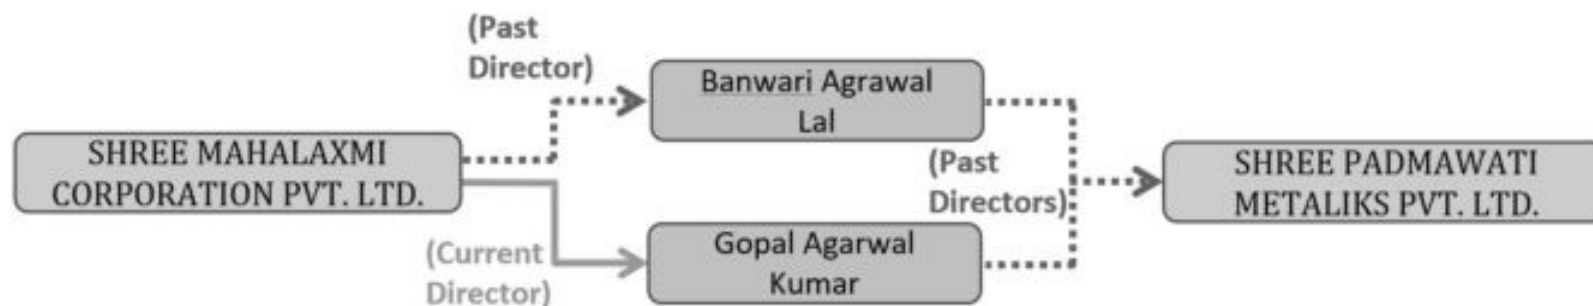 (Past
Director)
Banwari Agrawal
Lal
SHREE MAHALAXMI
CORPORATION PVT. LTD.
(Past
Directors)
SHREE PADMAWATI
METALIKS PVT. LTD.
(Current
Director)
Gopal Agarwal
Kumar